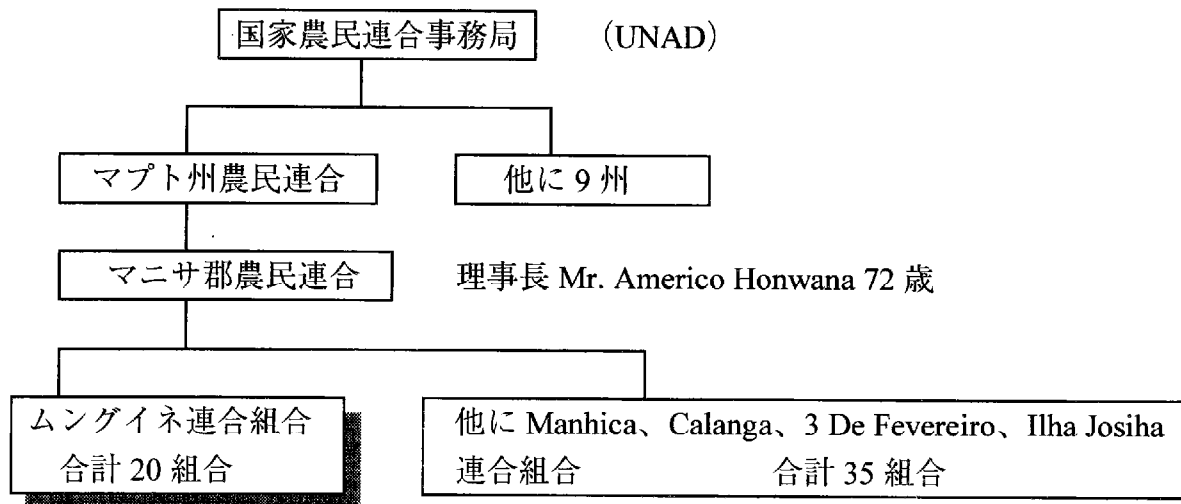 国家農民連合事務局 (UNAD)
マプト州農民連合 他に 9 州
マニサ郡農民連合 理事長 Mr. Americo Honwana 72 歳
ムングイネ連合組合 他に Manhica、Calanga、3 De Fevereiro、Ilha Josiha
合計 20 組合 連合組合 合計 35 組合